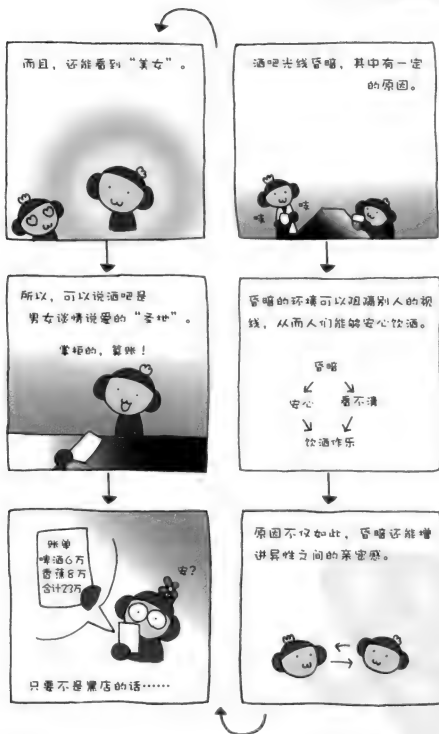 酒吧光线昏暗，其中有一定
的原因。
昏暗的环境可以阻隔别人的视
线，从而人们能够安心饮酒。
昏暗
安心 看不清
饮酒作乐
原因不仅如此，昏暗还能增
进异性之间的亲密感。
而且，还能看到“美女”。
所以，可以说酒吧是
男女谈情说爱的“圣地”。
掌柜的，算账！
账单
啤酒6万
香蕉8万
合计23万
安？
只要不是黑店的话……